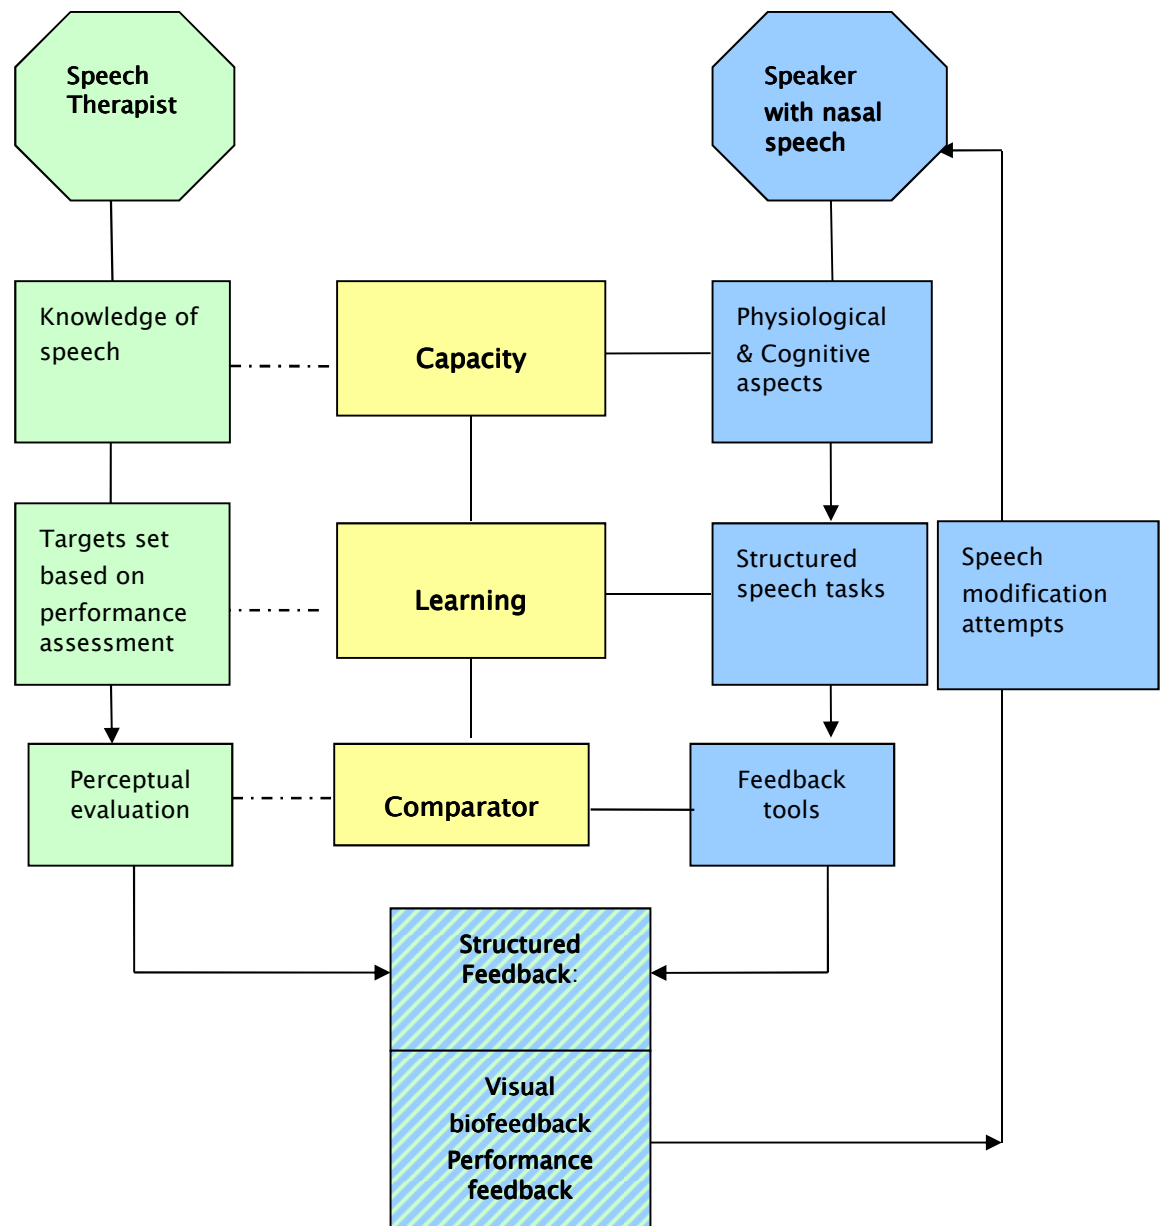 Speech
Therapist
Speaker
with nasal
speech
Knowledge of
speech
Capacity
Physiological
& Cognitive
aspects
Targets set
based on
performance
assessment
Learning
Structured
speech tasks
Speech
modification
attempts
Perceptual
evaluation
Comparator
Feedback
tools
Structured
Feedback:
Visual
biofeedback
Performance
feedback